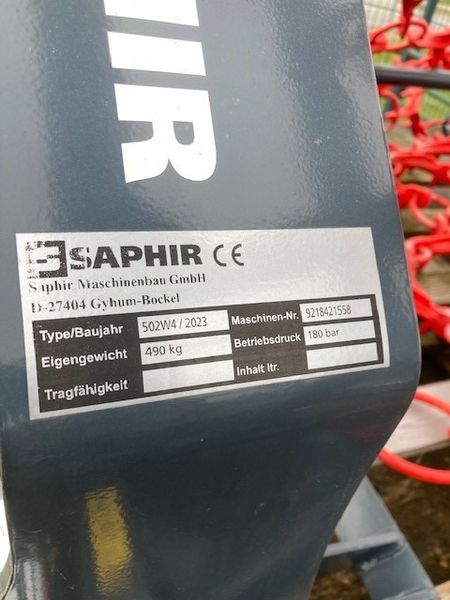 HIR
SAPHIR CE
Saphir Maschinenbau GmbH
D-27404 Gyhum-Bockel
Type/Baujahr 502W4 / 2023 Maschinen-Nr. 9218421558
Eigengewicht 490 kg Betriebsdruck 180 bar
Tragfähigkeit Inhalt ltr.